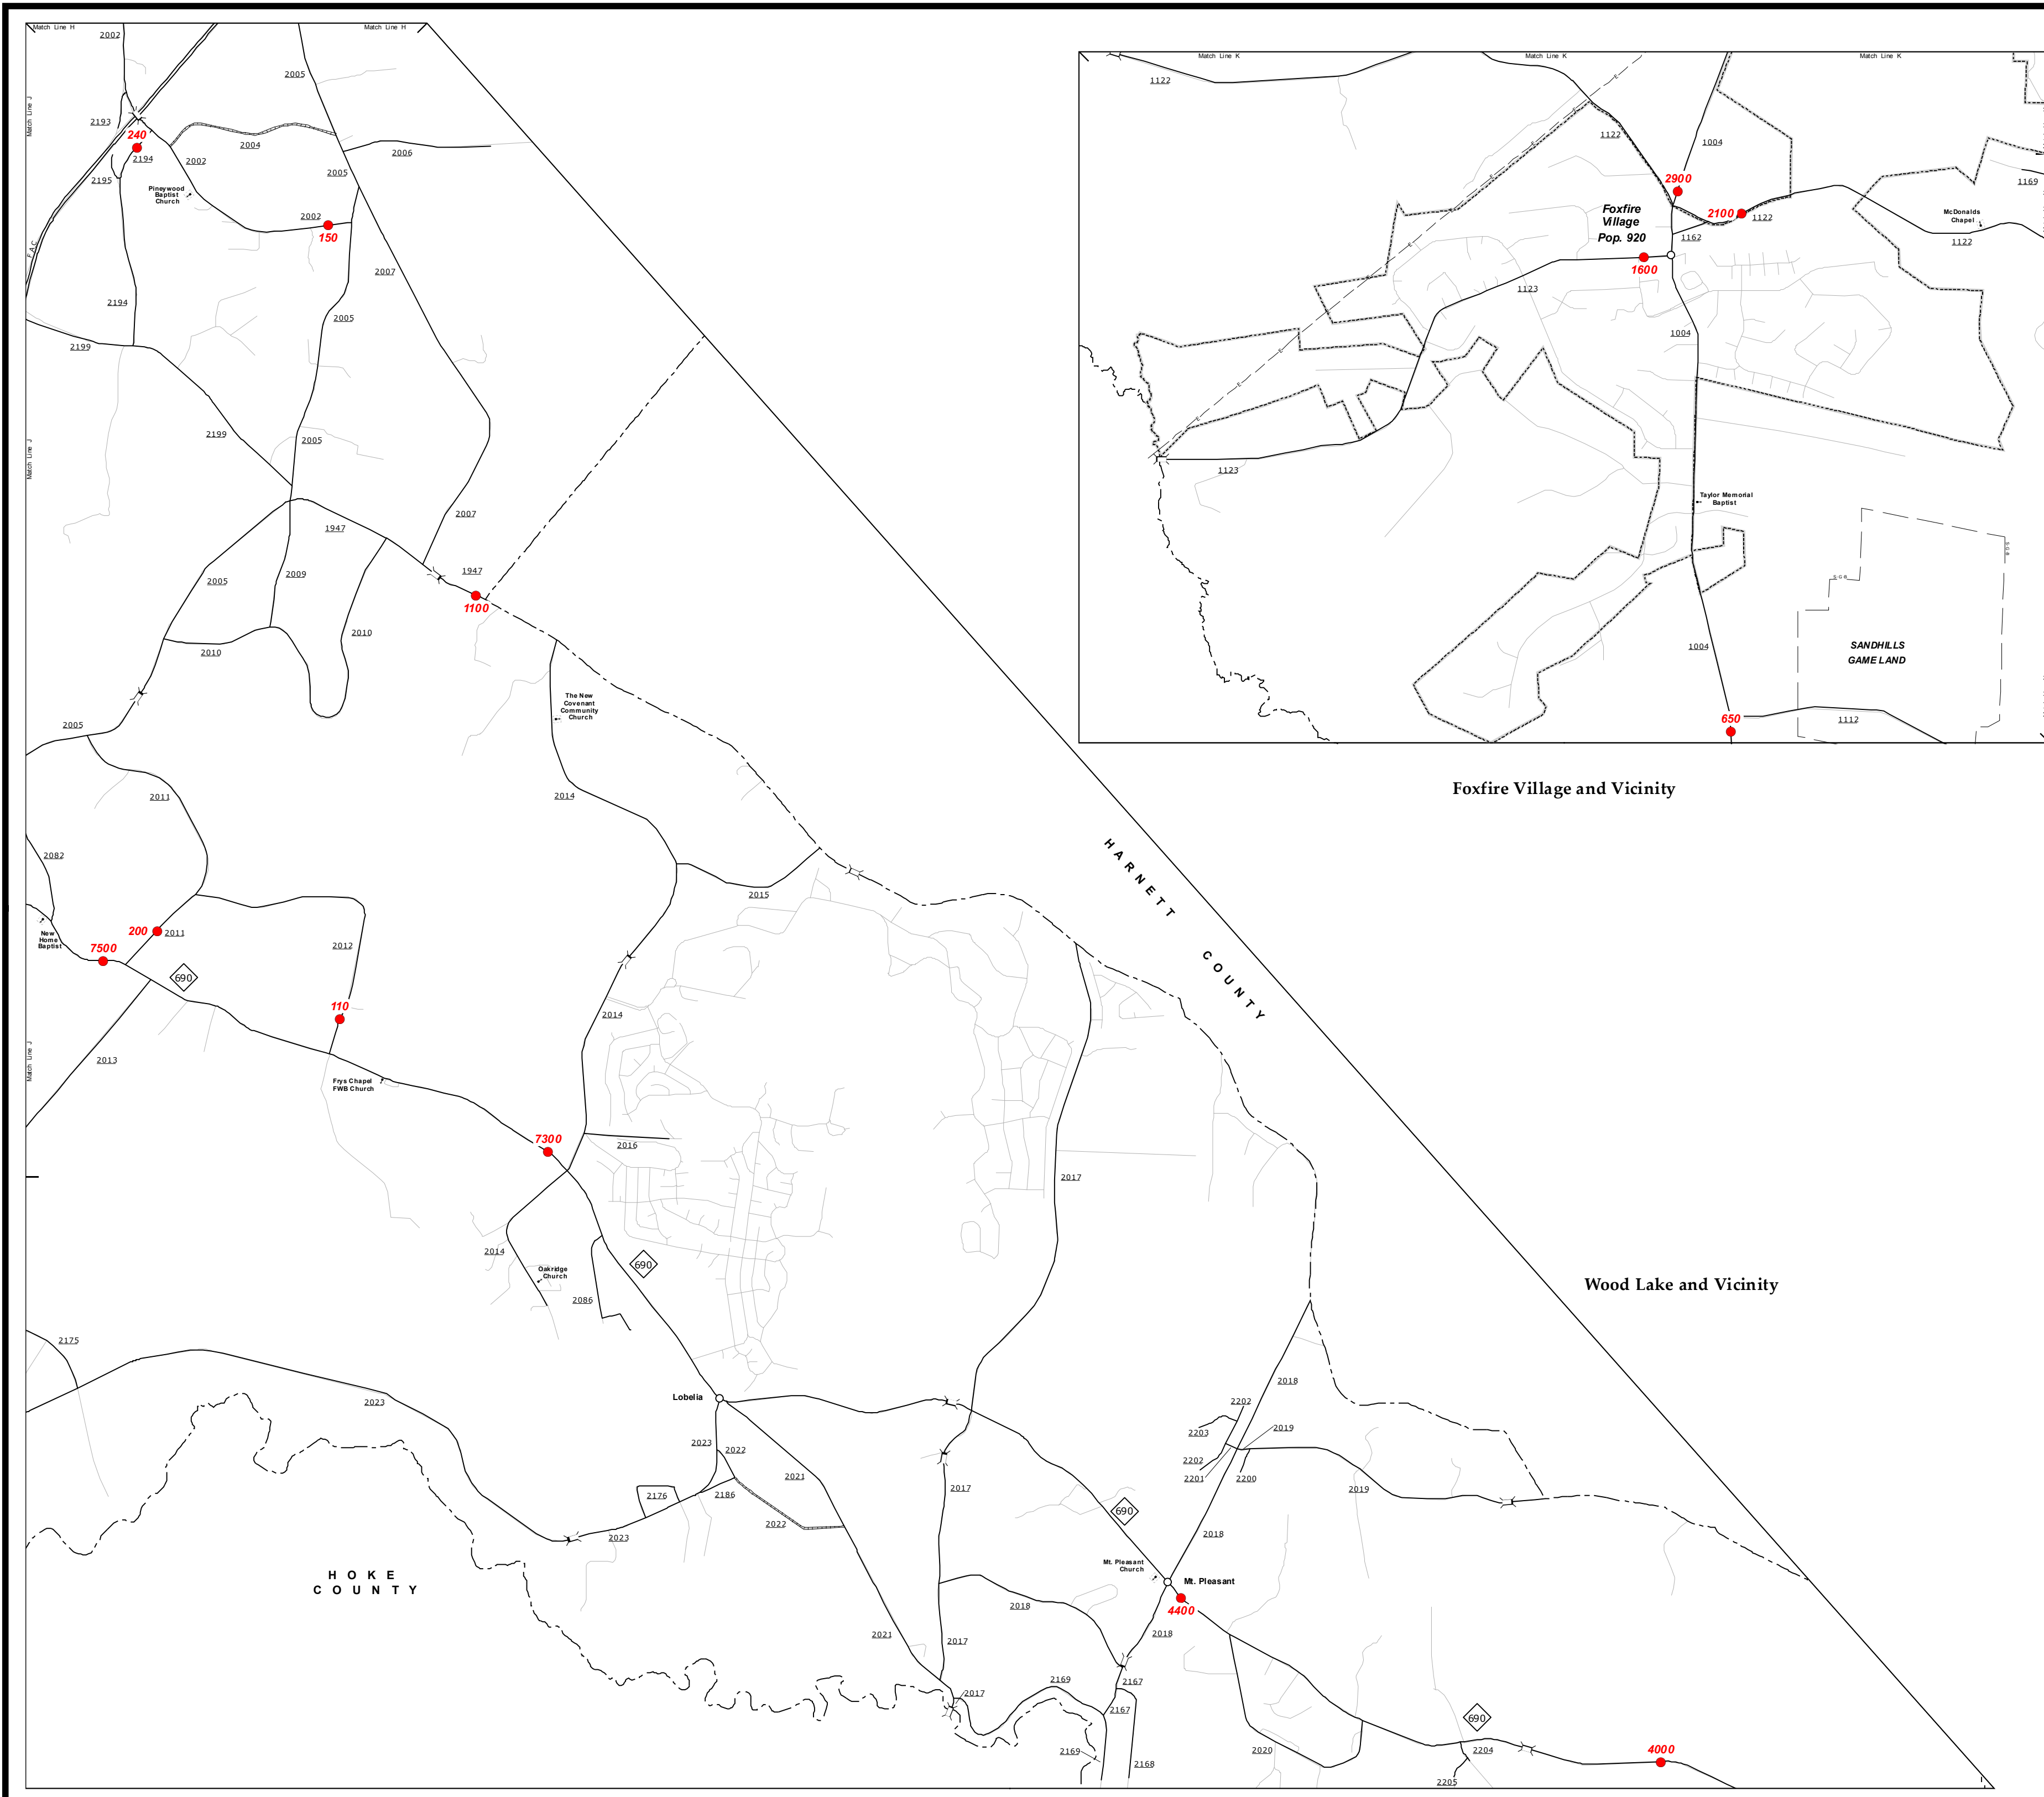 Match Line H
Match Line H
2002
2005
Match Line J
2193
240
2194
2004
2002
2006
2195
2005
Pineywood
Baptist
Church
2002
150
2007
2194
2005
2199
2199
2005
Match Line J
2007
1947
1947
1100
2005
2009
2010
2010
The New
Covenant
Community
Church
2005
2011
2014
2082
2015
New
Home
Baptist
200
2011
7500
2012
690
110
2014
Match Line J
2013
Frys Chapel
FWB Church
7300
2016
2017
2014
690
Oakridge
Church
2086
2175
2023
Lobelia
2018
2202
2203
2019
2023
2022
2202
2201
2200
2021
2017
2019
2176
2186
2022
690
2023
2018
HOKE
COUNTY
Mt. Pleasant
Church
Mt. Pleasant
4400
2018
2018
2021
2017
2169
2167
2017
2167
690
2169
2168
2020
2204
2205
4000
HARNETT COUNTY
Wood Lake and Vicinity
Match Line K
Match Line K
Match Line K
1122
1122
1004
1169
2900
2100
1122
Foxfire
Village
Pop. 920
McDonalds
Chapel
1162
1122
1600
1123
1004
1123
Taylor Memorial
Baptist
S G B
S G B
1004
SANDHILLS
GAME LAND
650
1112
Foxfire Village and Vicinity